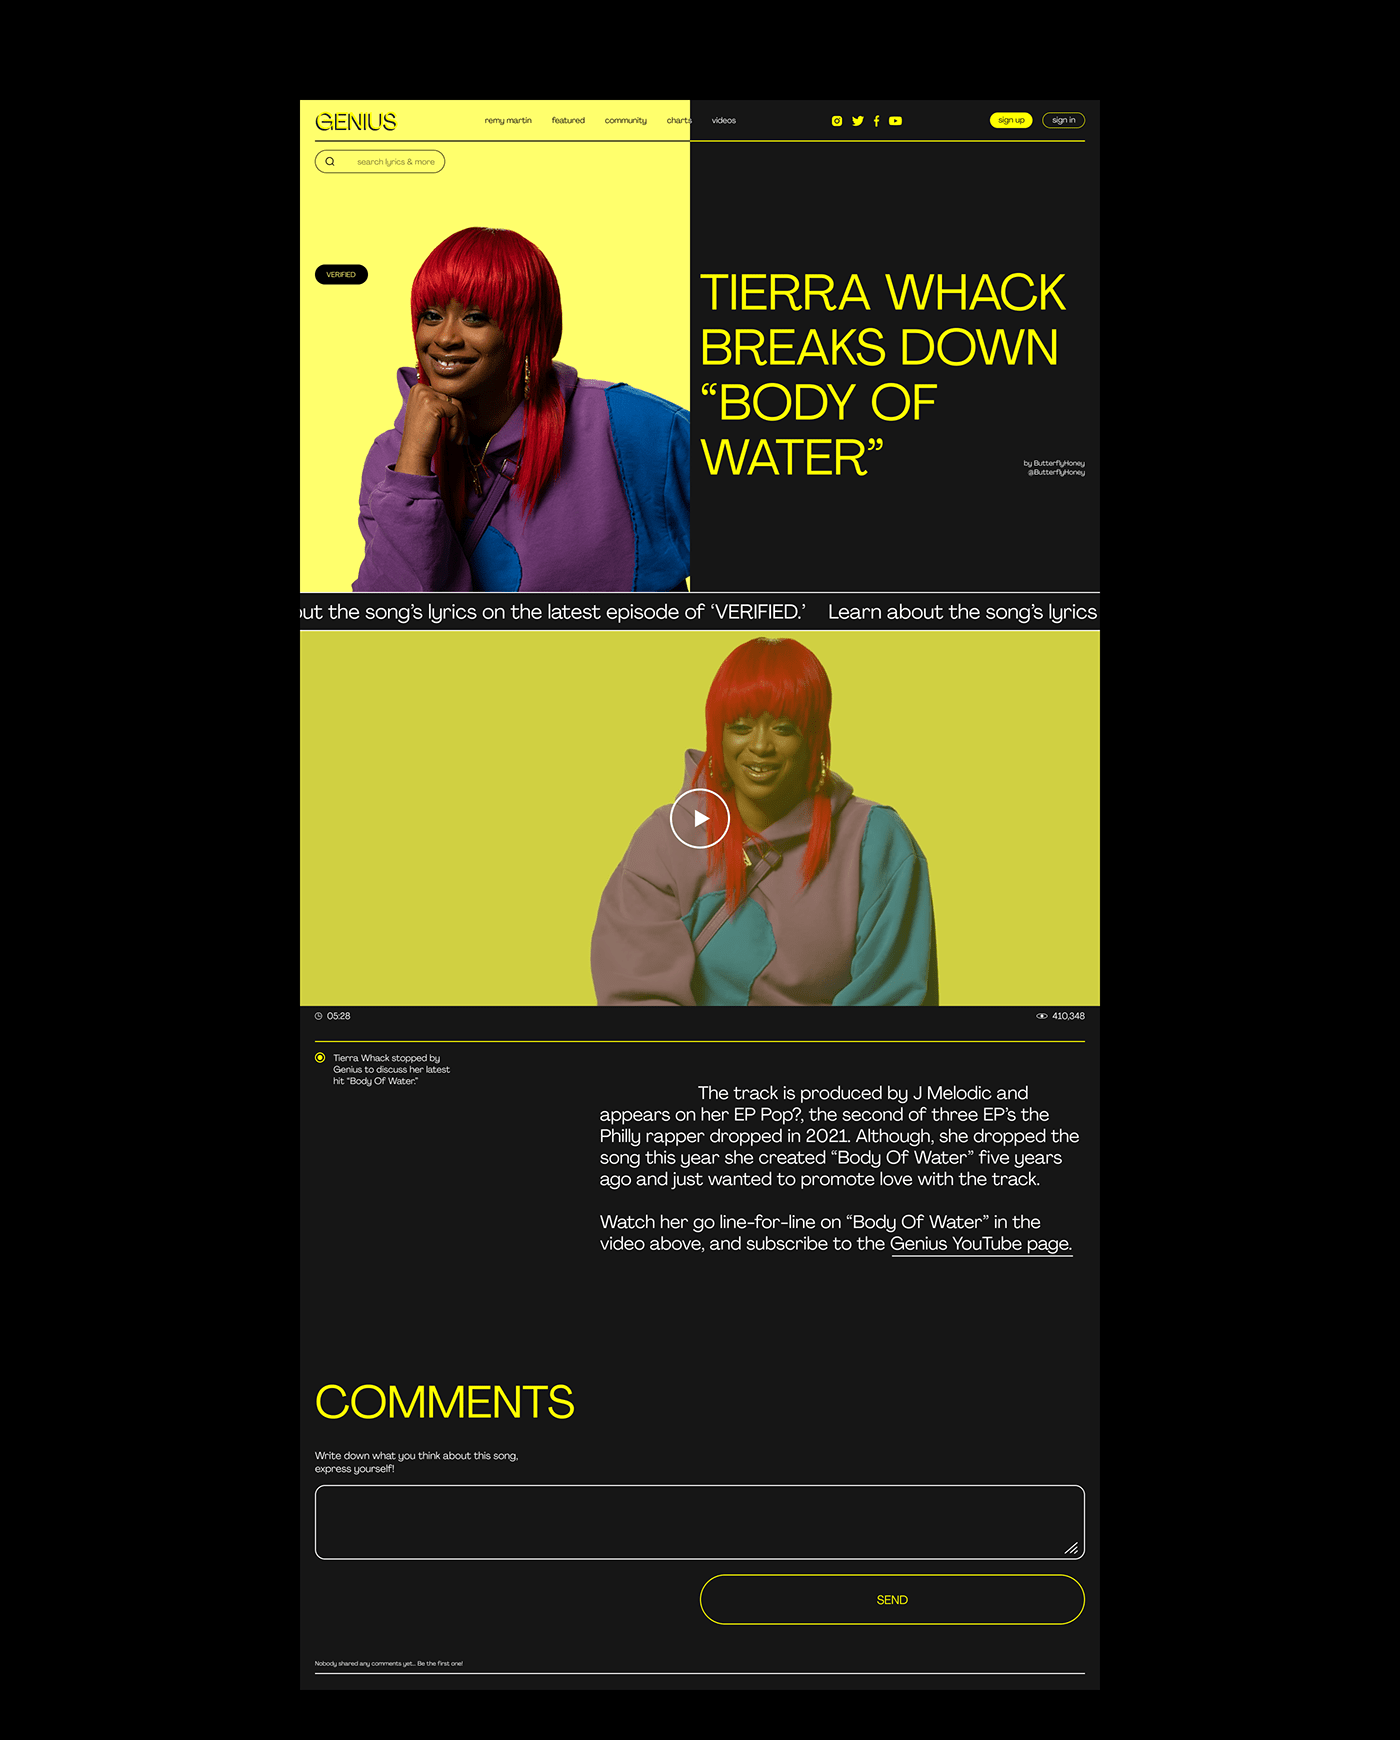 GENIUS
remy martin featured community charts videos
sign up sign in
search lyrics & more
VERIFIED
TIERRA WHACK
BREAKS DOWN
“BODY OF
WATER”
by ButterflyHoney
@ButterflyHoney
out the song’s lyrics on the latest episode of ‘VERIFIED.’ Learn about the song’s lyrics
05:28
410,348
Tierra Whack stopped by
Genius to discuss her latest
hit “Body Of Water.”
The track is produced by J Melodic and
appears on her EP Pop?, the second of three EP’s the
Philly rapper dropped in 2021. Although, she dropped the
song this year she created “Body Of Water” five years
ago and just wanted to promote love with the track.
Watch her go line-for-line on “Body Of Water” in the
video above, and subscribe to the Genius YouTube page.
COMMENTS
Write down what you think about this song,
express yourself!
SEND
Nobody shared any comments yet... Be the first one!